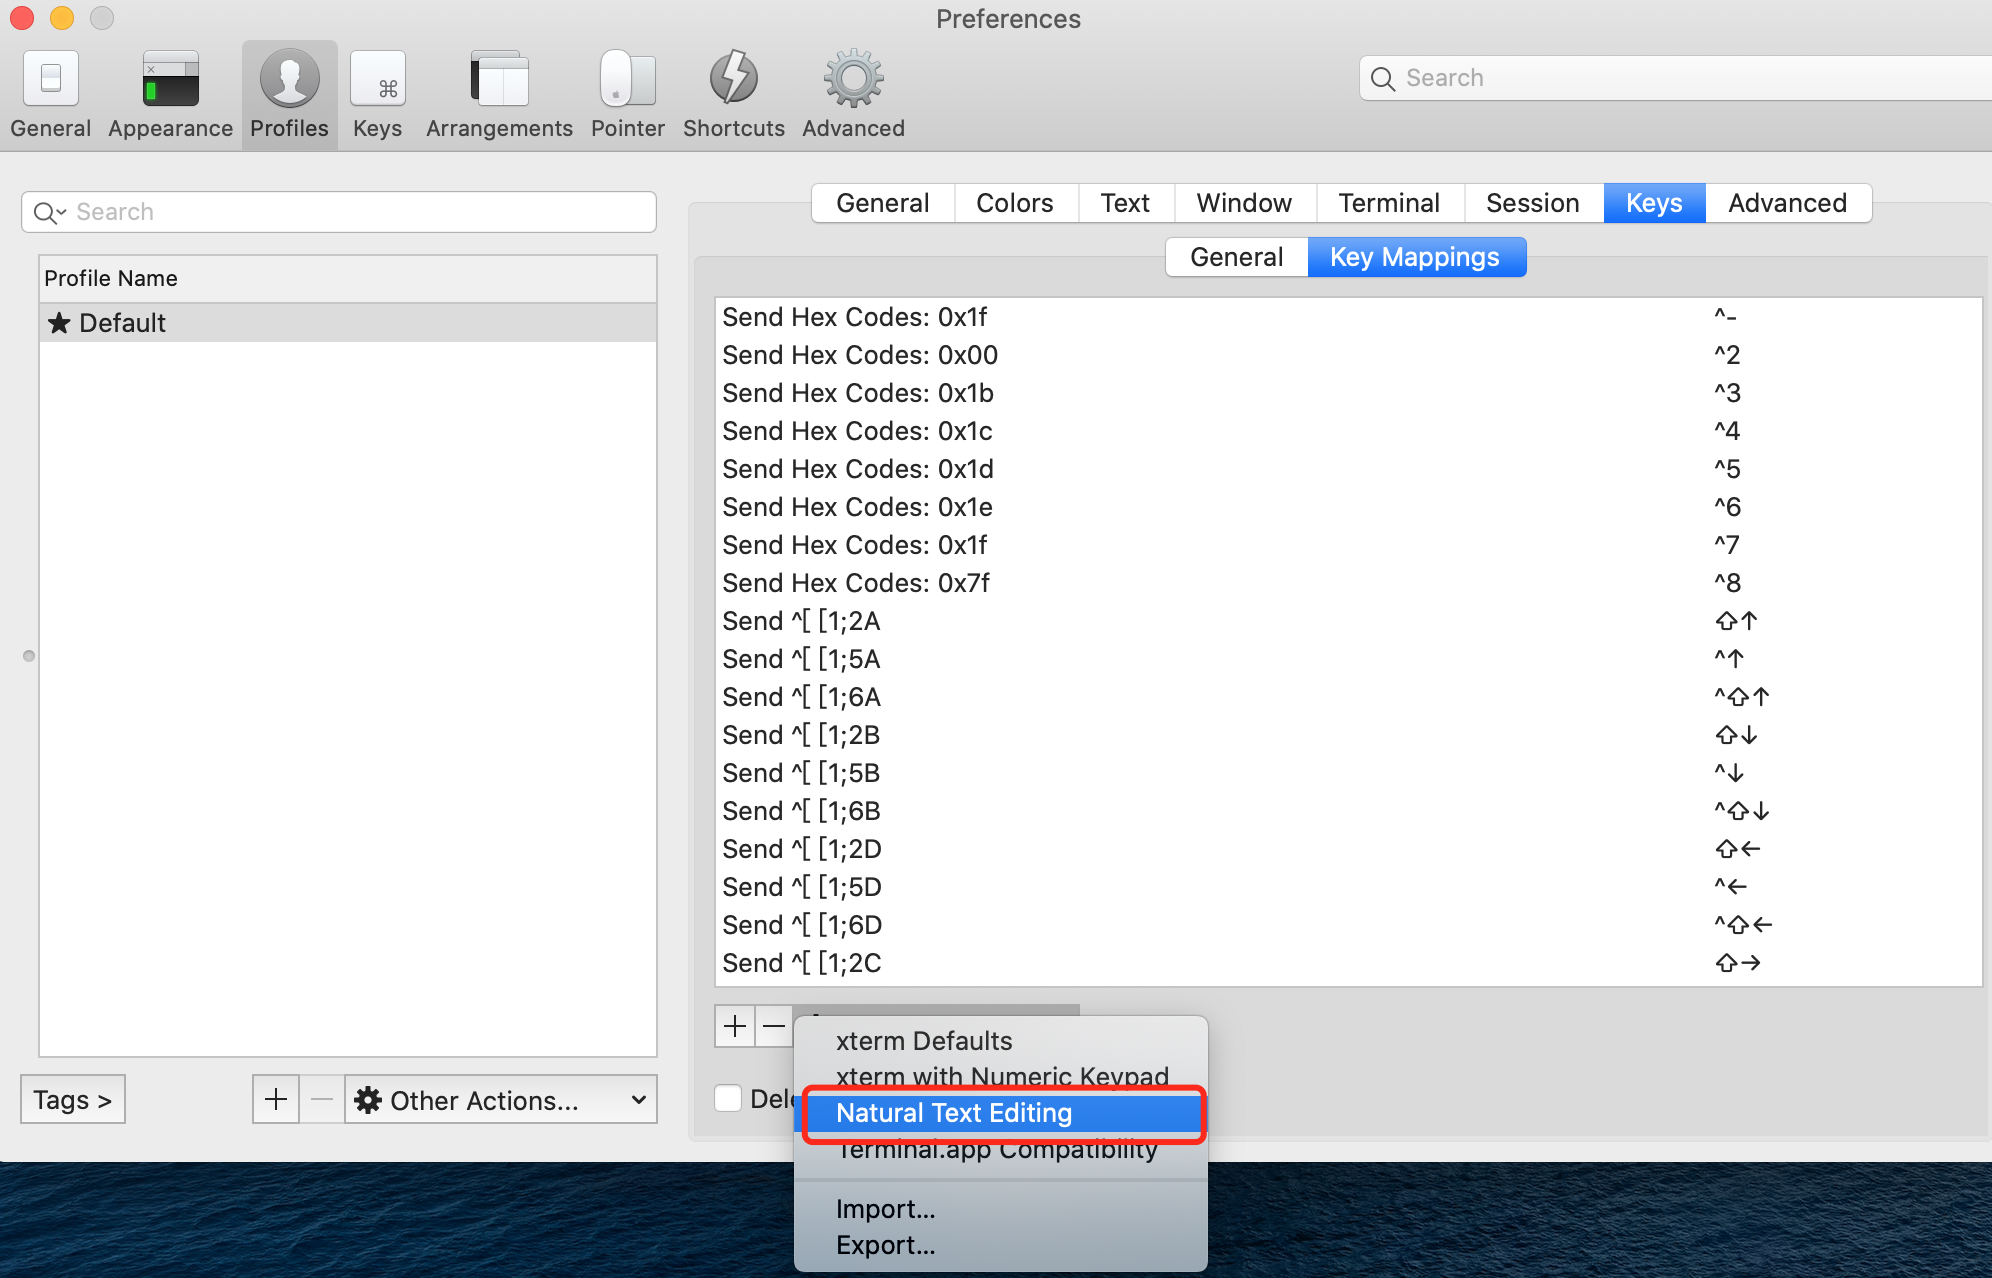 Preferences
General Appearance Profiles Keys Arrangements Pointer Shortcuts Advanced
Search
Search
Profile Name
★ Default
Tags >
Other Actions...
General Colors Text Window Terminal Session Keys Advanced
General Key Mappings
Send Hex Codes: 0x1f ^-
Send Hex Codes: 0x00 ^2
Send Hex Codes: 0x1b ^3
Send Hex Codes: 0x1c ^4
Send Hex Codes: 0x1d ^5
Send Hex Codes: 0x1e ^6
Send Hex Codes: 0x1f ^7
Send Hex Codes: 0x7f ^8
Send ^[ [1;2A ⇧↑
Send ^[ [1;5A ^↑
Send ^[ [1;6A ^⇧↑
Send ^[ [1;2B ⇧↓
Send ^[ [1;5B ^↓
Send ^[ [1;6B ^⇧↓
Send ^[ [1;2D ⇧←
Send ^[ [1;5D ^←
Send ^[ [1;6D ^⇧←
Send ^[ [1;2C ⇧→
xterm Defaults
xterm with Numeric Keypad
Natural Text Editing
Terminal.app Compatibility
Import...
Export...